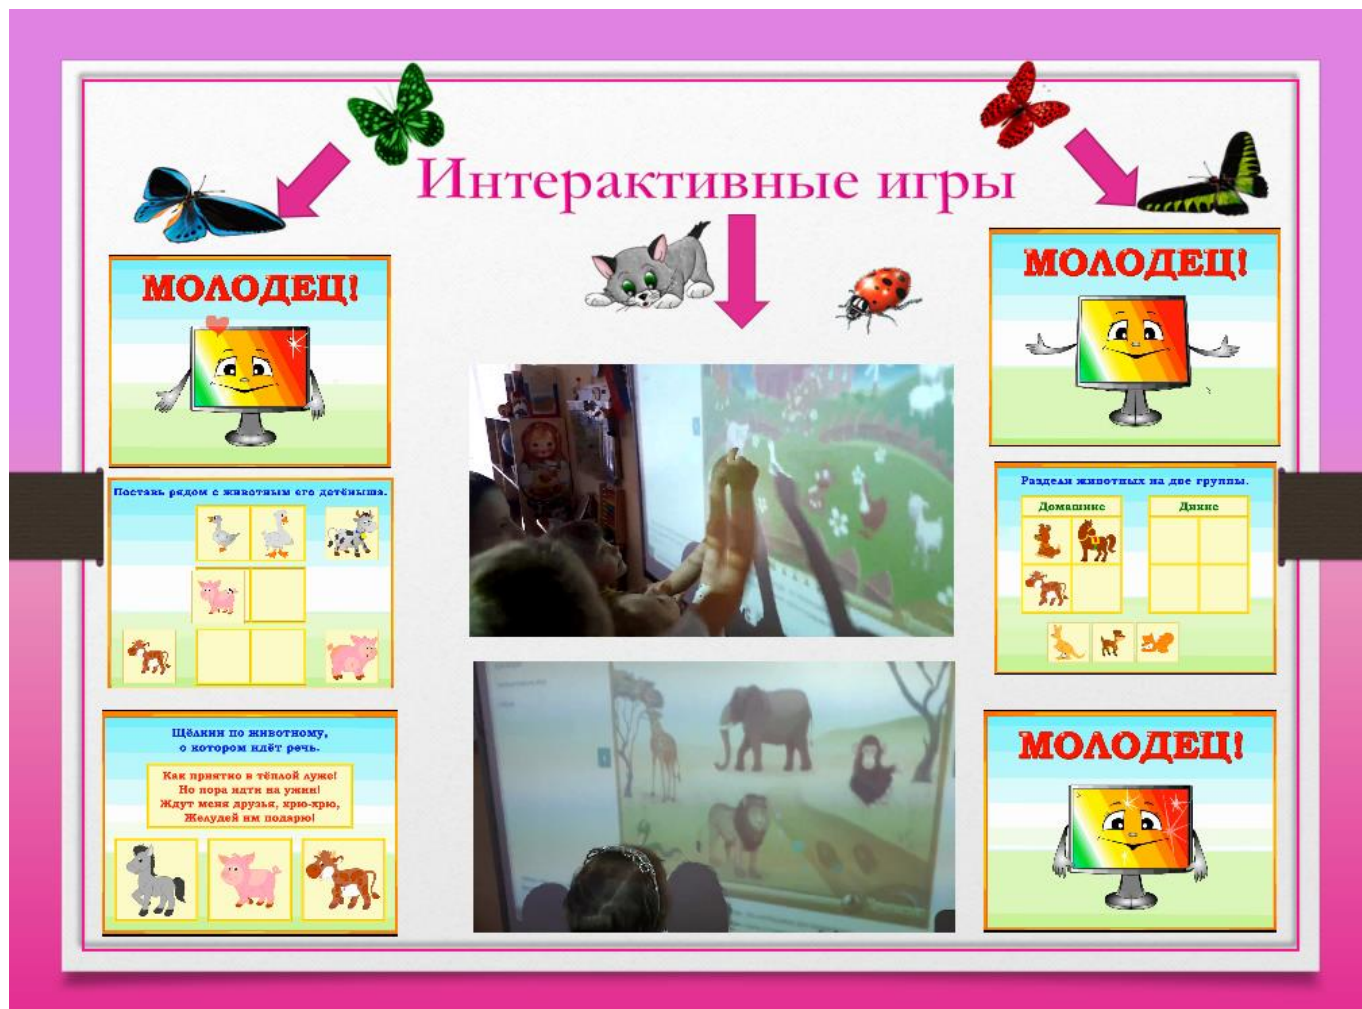 Интерактивные игры
МОЛОДЕЦ!
Поставь рядом с животным его детёныша.
Щёлкни по животному,
о котором идёт речь.
Как приятно в тёплой луже!
Но пора идти на ужин!
Ждут меня друзья, хрю-хрю,
Желудей им подарю!
МОЛОДЕЦ!
Раздели животных на две группы.
Домашние
Дикие
МОЛОДЕЦ!